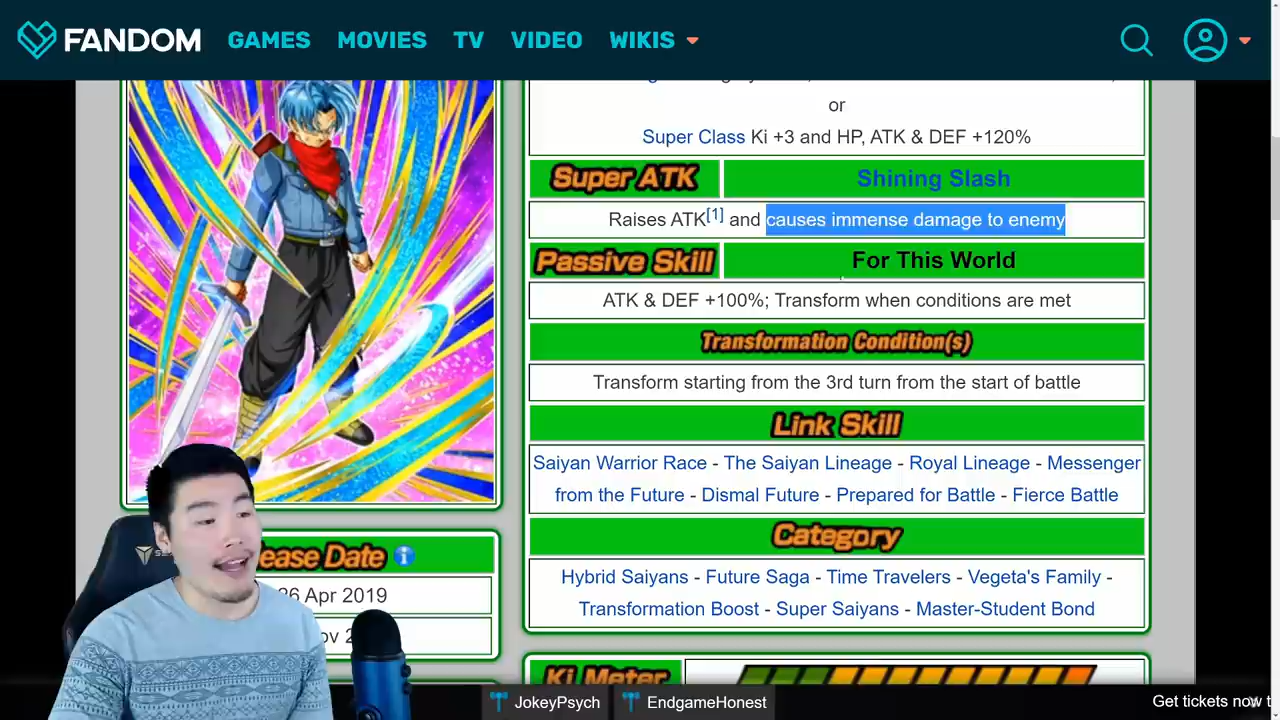 FANDOM GAMES MOVIES TV VIDEO WIKIS
or
Super Class Ki +3 and HP, ATK & DEF +120%
Super ATK Shining Slash
Raises ATK[1] and causes immense damage to enemy
Passive Skill For This World
ATK & DEF +100%; Transform when conditions are met
Transformation Condition(s)
Transform starting from the 3rd turn from the start of battle
Link Skill
Saiyan Warrior Race - The Saiyan Lineage - Royal Lineage - Messenger
from the Future - Dismal Future - Prepared for Battle - Fierce Battle
Category
Hybrid Saiyans - Future Saga - Time Travelers - Vegeta's Family -
Transformation Boost - Super Saiyans - Master-Student Bond
ease Date
26 Apr 2019
ov 2
Ki Meter
JokeyPsych EndgameHonest Get tickets now